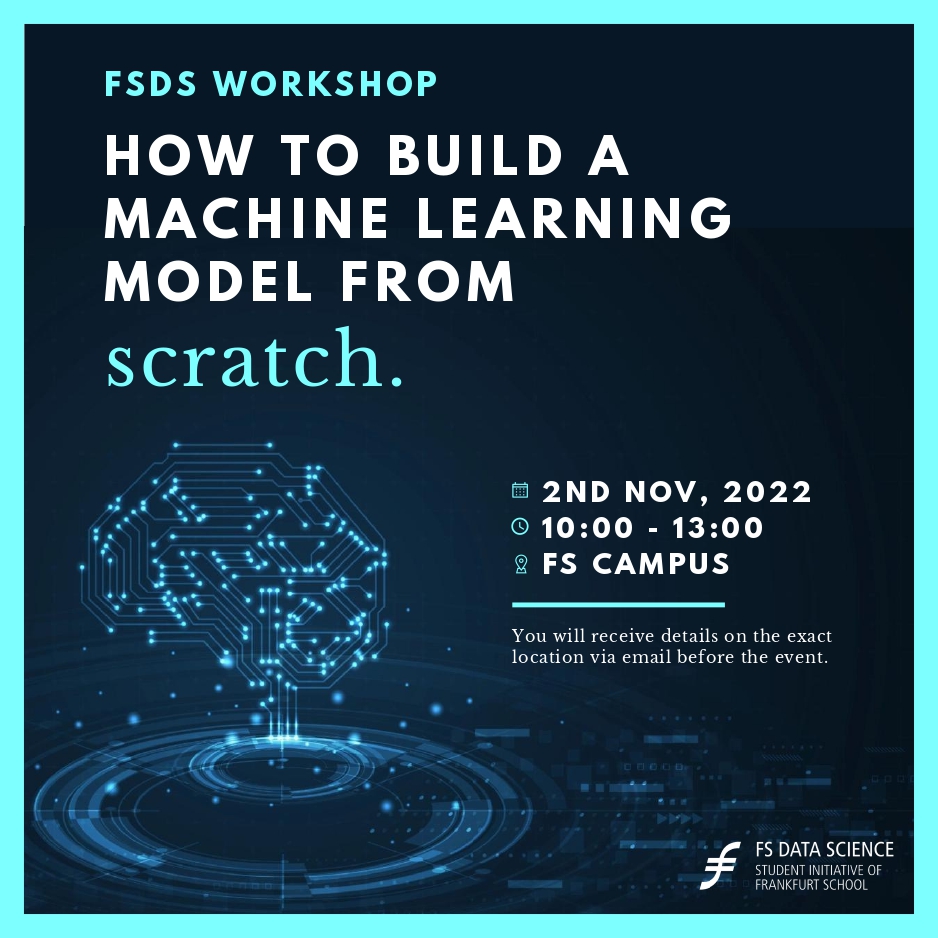 FSDS WORKSHOP
HOW TO BUILD A
MACHINE LEARNING
MODEL FROM
scratch.
2ND NOV, 2022
10:00 - 13:00
FS CAMPUS
You will receive details on the exact
location via email before the event.
FS DATA SCIENCE
STUDENT INITIATIVE OF
FRANKFURT SCHOOL